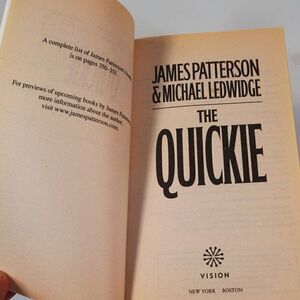 A complete list of James Patterson's
is on pages 350–351.
For previews of upcoming books by James
more information about the author,
visit www.jamespatterson.com.
JAMES PATTERSON
& MICHAEL LEDWIDGE
THE
QUICKIE
VISION
NEW YORK BOSTON